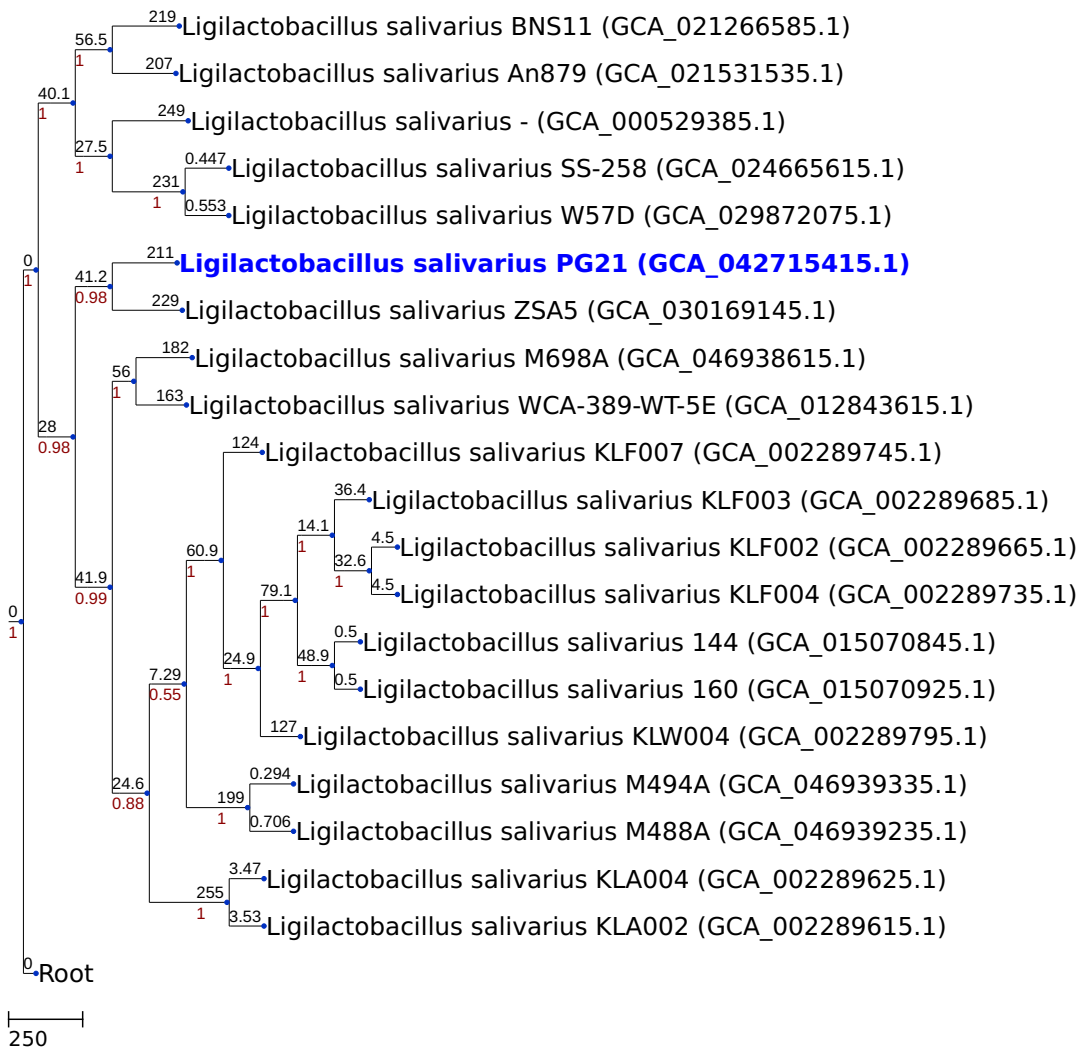 219
Ligilactobacillus salivarius BNS11 (GCA_021266585.1)
56.5
1
207
Ligilactobacillus salivarius An879 (GCA_021531535.1)
40.1
1
249
Ligilactobacillus salivarius - (GCA_000529385.1)
27.5
1
0.447
Ligilactobacillus salivarius SS-258 (GCA_024665615.1)
231
1
0.553
Ligilactobacillus salivarius W57D (GCA_029872075.1)
0
1
211
Ligilactobacillus salivarius PG21 (GCA_042715415.1)
41.2
0.98
229
Ligilactobacillus salivarius ZSA5 (GCA_030169145.1)
182
Ligilactobacillus salivarius M698A (GCA_046938615.1)
56
1
163
Ligilactobacillus salivarius WCA-389-WT-5E (GCA_012843615.1)
28
0.98
124
Ligilactobacillus salivarius KLF007 (GCA_002289745.1)
36.4
Ligilactobacillus salivarius KLF003 (GCA_002289685.1)
14.1
1
4.5
Ligilactobacillus salivarius KLF002 (GCA_002289665.1)
60.9
1
32.6
1
4.5
Ligilactobacillus salivarius KLF004 (GCA_002289735.1)
41.9
0.99
79.1
1
0
1
0.5
Ligilactobacillus salivarius 144 (GCA_015070845.1)
24.9
1
48.9
1
0.5
Ligilactobacillus salivarius 160 (GCA_015070925.1)
7.29
0.55
127
Ligilactobacillus salivarius KLW004 (GCA_002289795.1)
0.294
Ligilactobacillus salivarius M494A (GCA_046939335.1)
24.6
0.88
199
1
0.706
Ligilactobacillus salivarius M488A (GCA_046939235.1)
3.47
Ligilactobacillus salivarius KLA004 (GCA_002289625.1)
255
1
3.53
Ligilactobacillus salivarius KLA002 (GCA_002289615.1)
0
Root
250